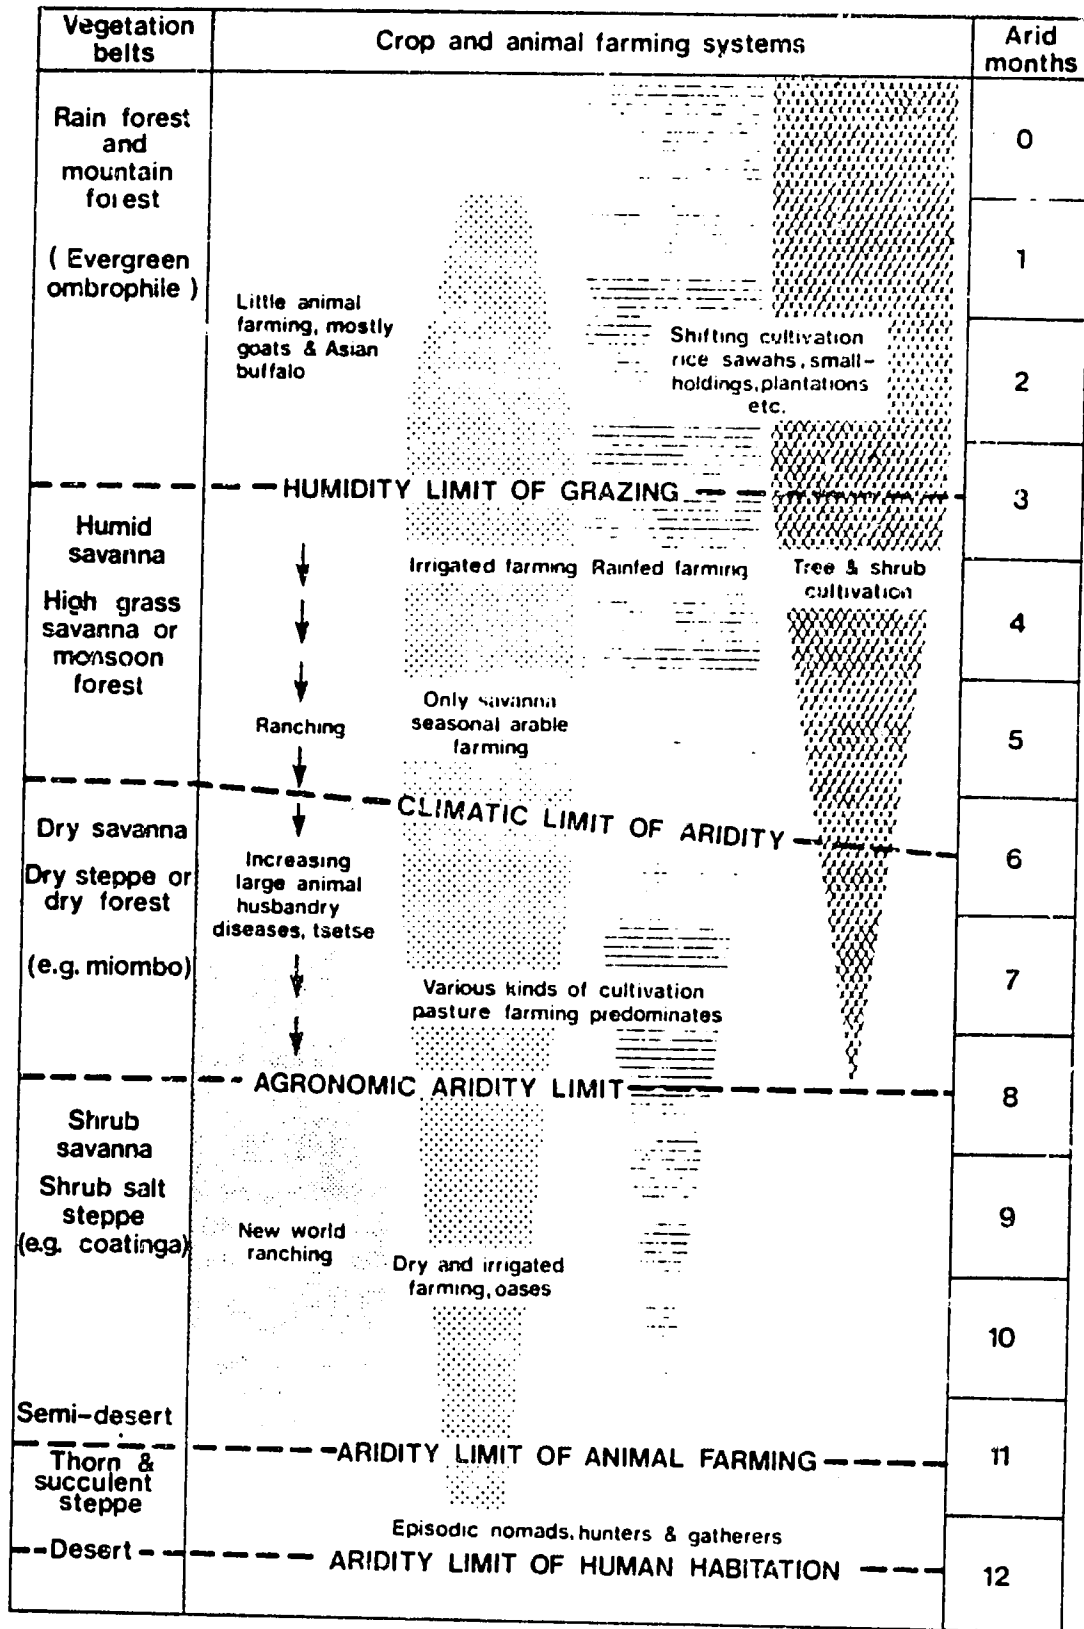 Vegetation
belts
Crop and animal farming systems
Arid
months
Rain forest
and
mountain
forest
( Evergreen
ombrophile )
0
1
Little animal
farming, mostly
goats & Asian
buffalo
Shifting cultivation
rice sawahs, small-
holdings, plantations
etc.
2
HUMIDITY LIMIT OF GRAZING
3
Humid
savanna
High grass
savanna or
monsoon
forest
Irrigated farming
Rainfed farming
Tree & shrub
cultivation
4
Ranching
Only savanna
seasonal arable
farming
5
CLIMATIC LIMIT OF ARIDITY
Dry savanna
Dry steppe or
dry forest
(e.g. miombo)
6
Increasing
large animal
husbandry
diseases, tsetse
7
Various kinds of cultivation
pasture farming predominates
AGRONOMIC ARIDITY LIMIT
8
Shrub
savanna
Shrub salt
steppe
(e.g. coatinga)
New world
ranching
9
Dry and irrigated
farming, oases
10
Semi-desert
ARIDITY LIMIT OF ANIMAL FARMING
11
Thorn &
succulent
steppe
Episodic nomads, hunters & gatherers
Desert
ARIDITY LIMIT OF HUMAN HABITATION
12